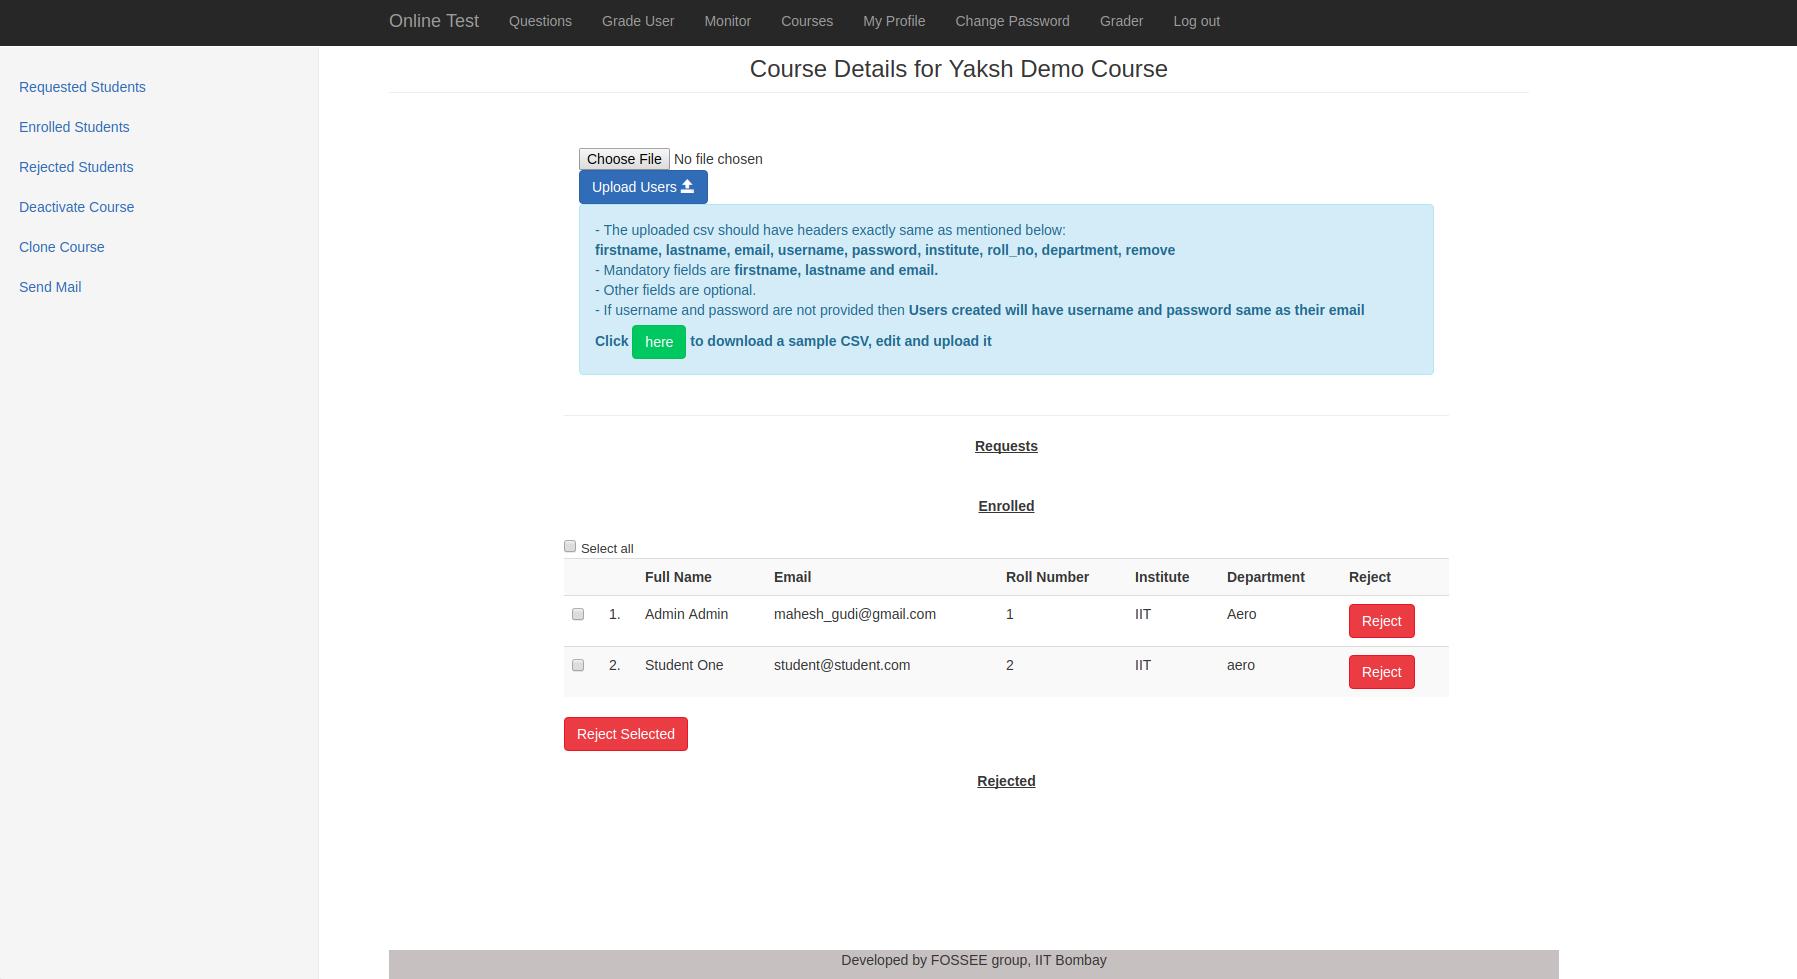 Online Test Questions Grade User Monitor Courses My Profile Change Password Grader Log out
Requested Students
Enrolled Students
Rejected Students
Deactivate Course
Clone Course
Send Mail
Course Details for Yaksh Demo Course
Choose File No file chosen
Upload Users
- The uploaded csv should have headers exactly same as mentioned below:
firstname, lastname, email, username, password, institute, roll_no, department, remove
- Mandatory fields are firstname, lastname and email.
- Other fields are optional.
- If username and password are not provided then Users created will have username and password same as their email
Click here to download a sample CSV, edit and upload it
Requests
Enrolled
Select all
Full Name Email Roll Number Institute Department Reject
1. Admin Admin mahesh_gudi@gmail.com 1 IIT Aero Reject
2. Student One student@student.com 2 IIT aero Reject
Reject Selected
Rejected
Developed by FOSSEE group, IIT Bombay